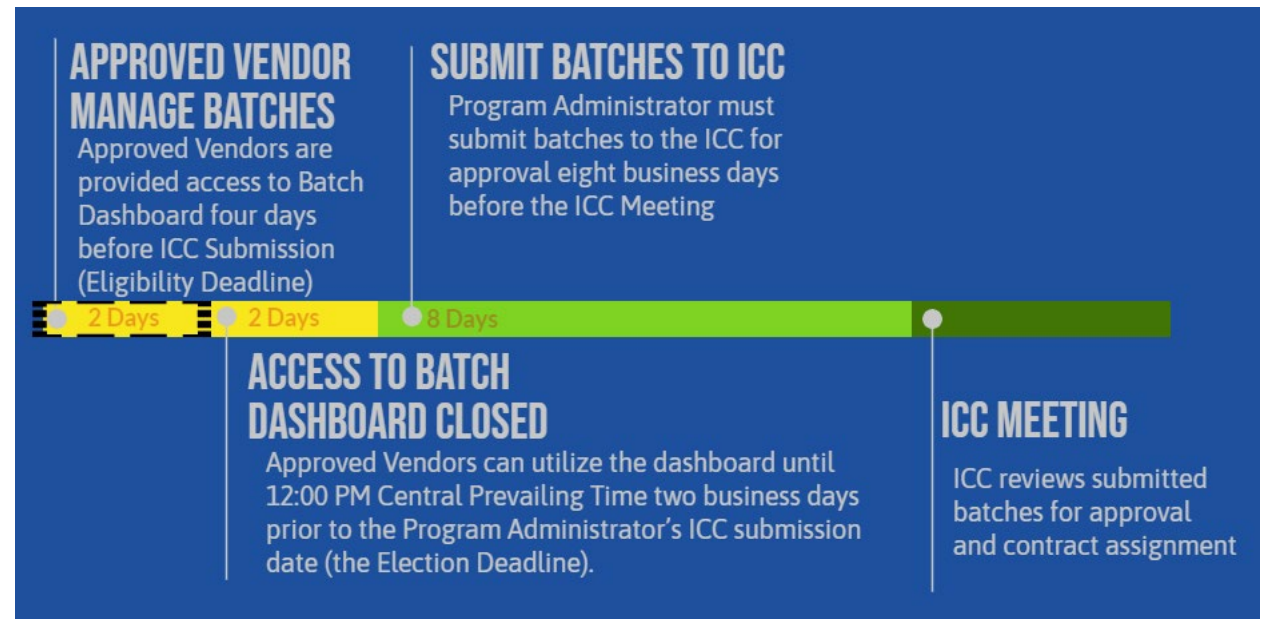 APPROVED VENDOR
MANAGE BATCHES
Approved Vendors are
provided access to Batch
Dashboard four days
before ICC Submission
(Eligibility Deadline)
SUBMIT BATCHES TO ICC
Program Administrator must
submit batches to the ICC for
approval eight business days
before the ICC Meeting
2 Days
2 Days
8 Days
ACCESS TO BATCH
DASHBOARD CLOSED
Approved Vendors can utilize the dashboard until
12:00 PM Central Prevailing Time two business days
prior to the Program Administrator's ICC submission
date (the Election Deadline).
ICC MEETING
ICC reviews submitted
batches for approval
and contract assignment